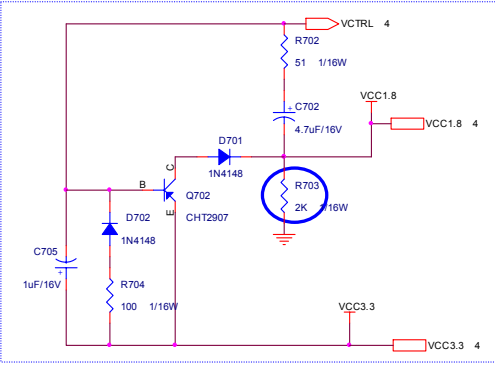 VCTRL 4
R702
51 1/16W
C702
4.7uF/16V
VCC1.8
VCC1.8 4
D701
1N4148
C
B
E
Q702
CHT2907
R703
2K 1/16W
D702
1N4148
C705
1uF/16V
R704
100 1/16W
VCC3.3
VCC3.3 4